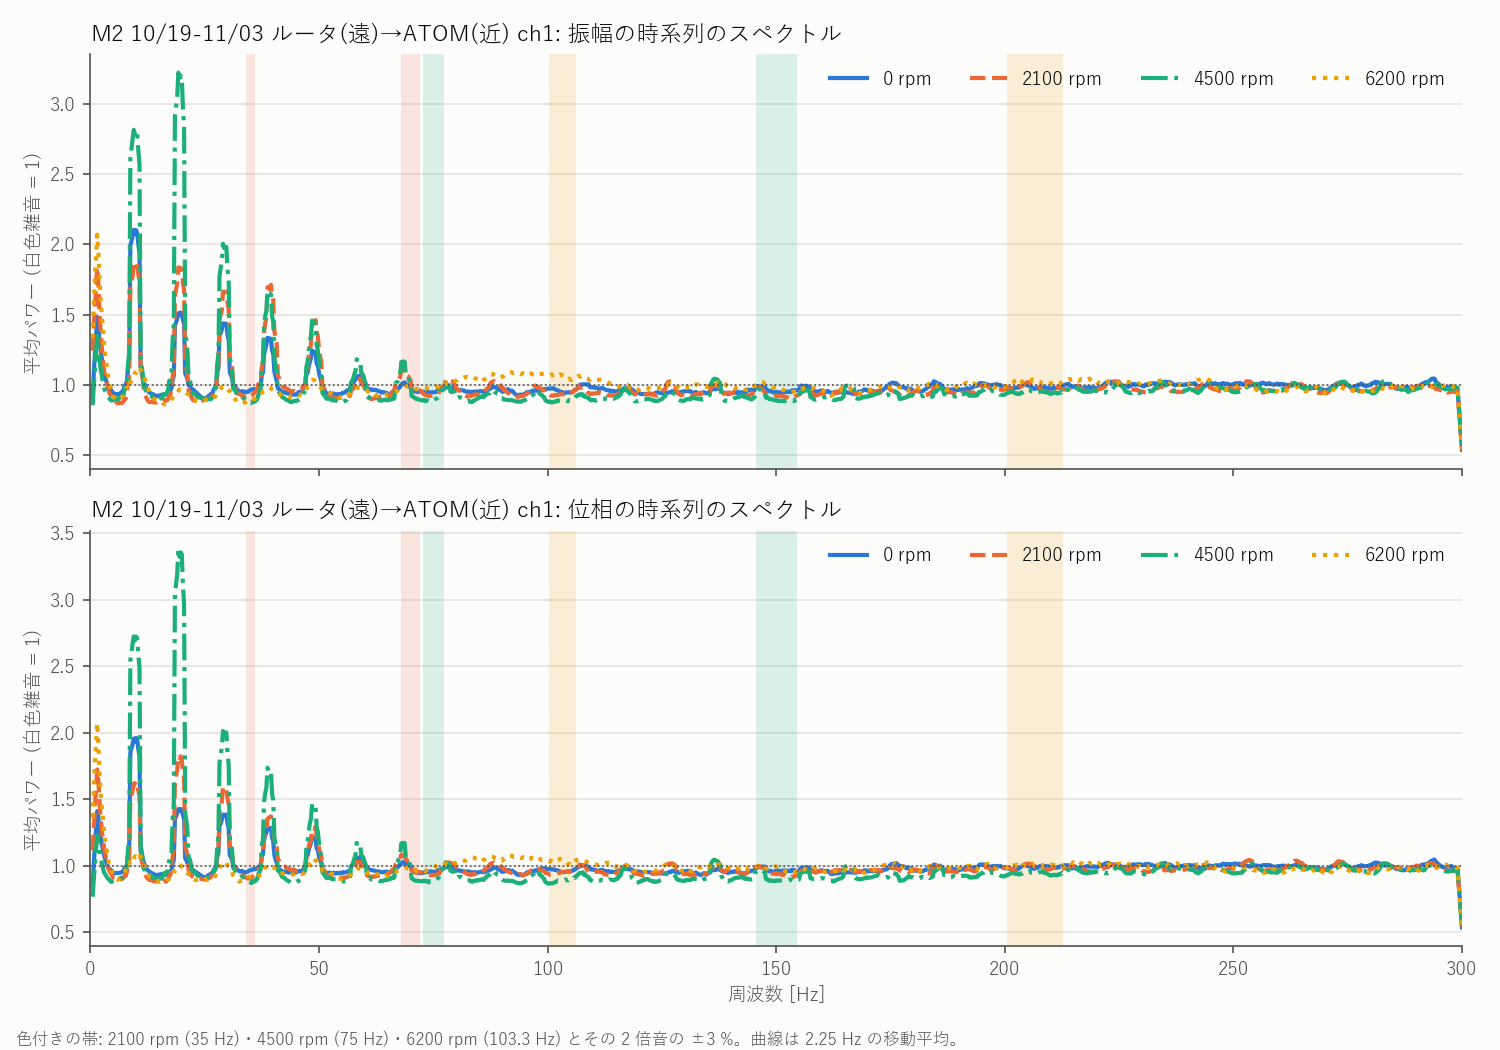 M2 10/19-11/03 ルータ(遠)→ATOM(近) ch1: 振幅の時系列のスペクトル
0 rpm 2100 rpm 4500 rpm 6200 rpm
平均パワー (白色雑音 = 1)
3.0
2.5
2.0
1.5
1.0
0.5
M2 10/19-11/03 ルータ(遠)→ATOM(近) ch1: 位相の時系列のスペクトル
0 rpm 2100 rpm 4500 rpm 6200 rpm
平均パワー (白色雑音 = 1)
3.5
3.0
2.5
2.0
1.5
1.0
0.5
0 50 100 150 200 250 300
周波数 [Hz]
色付きの帯: 2100 rpm (35 Hz)・4500 rpm (75 Hz)・6200 rpm (103.3 Hz) とその 2 倍音の ±3 %。曲線は 2.25 Hz の移動平均。